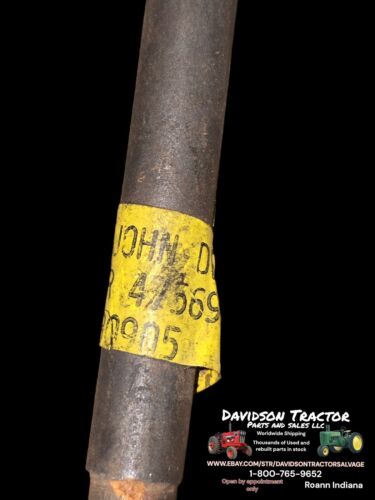 JOHN D
47569
0905
DAVIDSON TRACTOR
PARTS AND SALES LLC
Worldwide Shipping
Thousands of Used and
rebuilt parts in stock
WWW.EBAY.COM/STR/DAVIDSONTRACTORSALVAGE
1-800-765-9652
Open by appointment
only
Roann Indiana